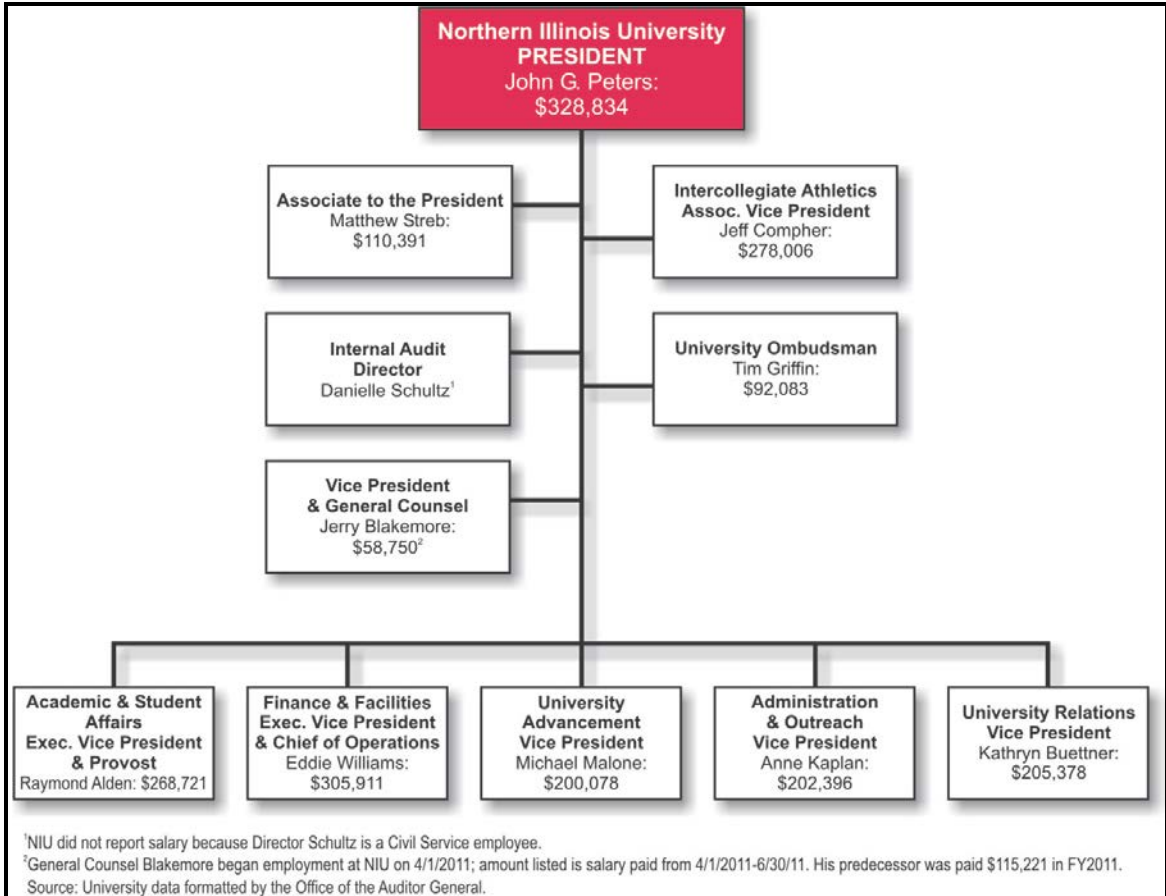 Northern Illinois University
PRESIDENT
John G. Peters:
$328,834
Associate to the President
Matthew Streb:
$110,391
Intercollegiate Athletics
Assoc. Vice President
Jeff Compher:
$278,006
Internal Audit
Director
Danielle Schultz¹
University Ombudsman
Tim Griffin:
$92,083
Vice President
& General Counsel
Jerry Blakemore:
$58,750²
Academic & Student
Affairs
Exec. Vice President
& Provost
Raymond Alden: $268,721
Finance & Facilities
Exec. Vice President
& Chief of Operations
Eddie Williams:
$305,911
University
Advancement
Vice President
Michael Malone:
$200,078
Administration
& Outreach
Vice President
Anne Kaplan:
$202,396
University Relations
Vice President
Kathryn Buettner:
$205,378
¹NIU did not report salary because Director Schultz is a Civil Service employee.
²General Counsel Blakemore began employment at NIU on 4/1/2011; amount listed is salary paid from 4/1/2011-6/30/11. His predecessor was paid $115,221 in FY2011.
Source: University data formatted by the Office of the Auditor General.